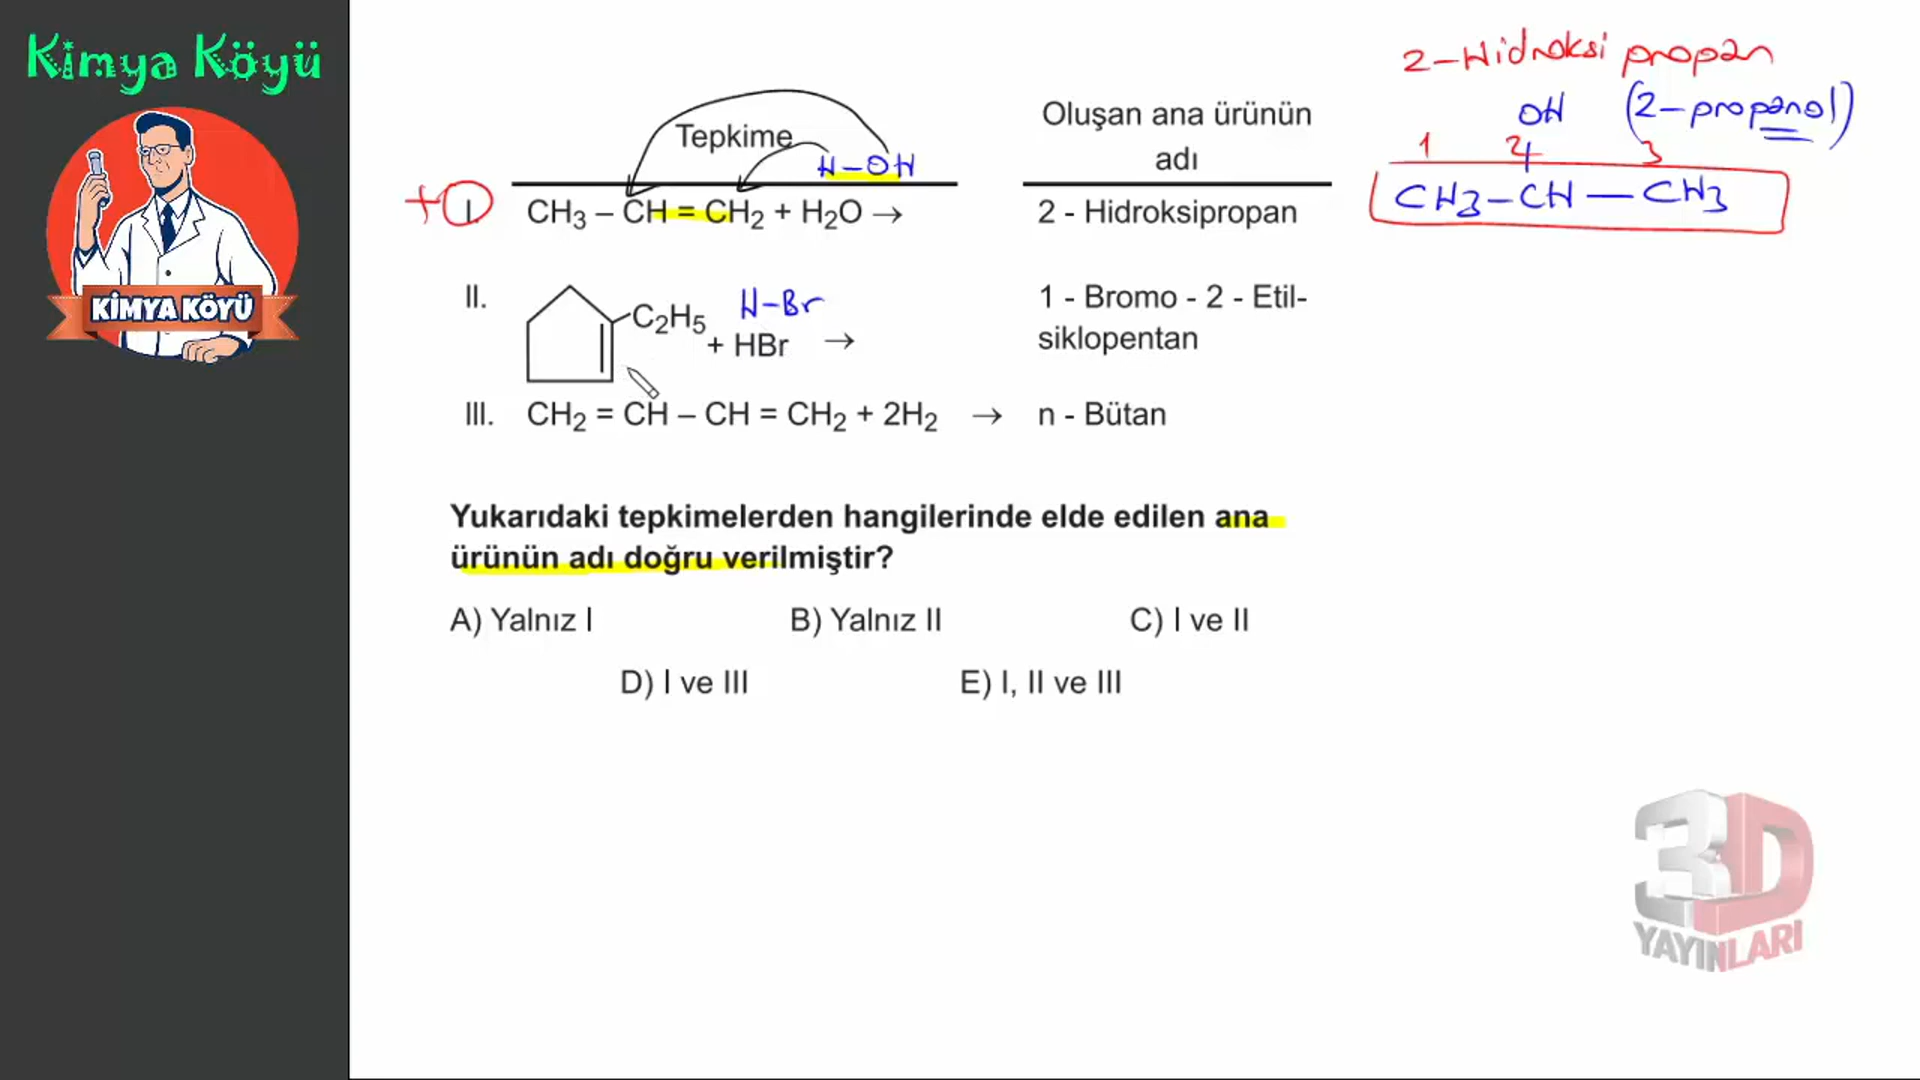 Kimya Köyü
KİMYA KÖYÜ
2-Hidroksi propan
OH (2-propanol)
1 2 3
CH3-CH-CH3
Tepkime
H-OH
Oluşan ana ürünün
adı
+ I. CH3 – CH = CH2 + H2O → 2 - Hidroksipropan
II. C2H5 + HBr → 1 - Bromo - 2 - Etil-
siklopentan
H-Br
III. CH2 = CH – CH = CH2 + 2H2 → n - Bütan
Yukarıdaki tepkimelerden hangilerinde elde edilen ana
ürünün adı doğru verilmiştir?
A) Yalnız I B) Yalnız II C) I ve II
D) I ve III E) I, II ve III
3D
YAYINLARI